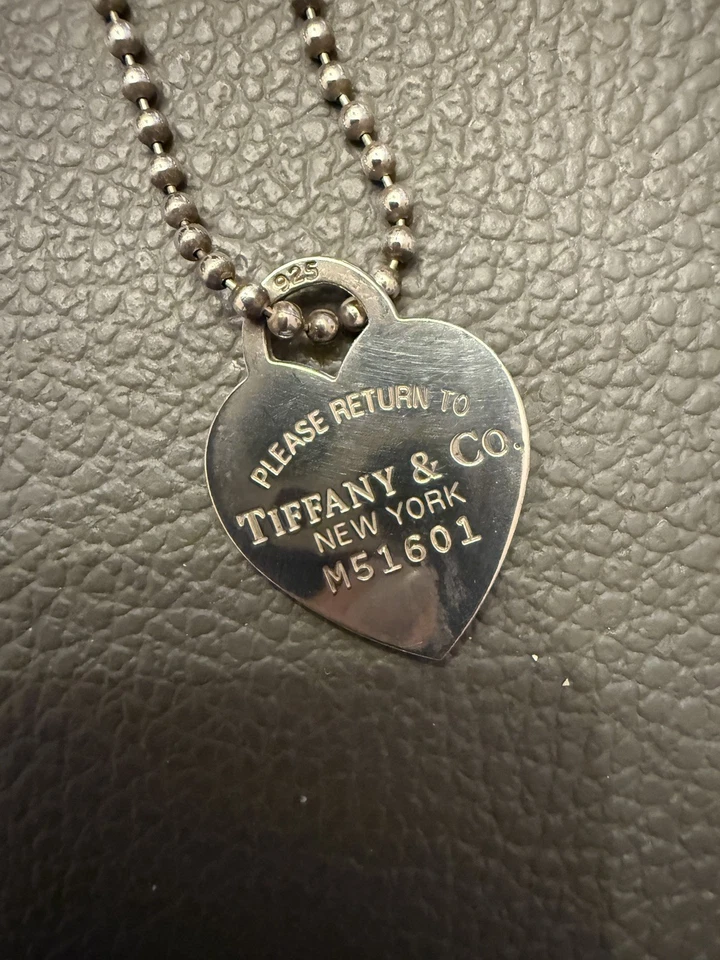 925
PLEASE RETURN TO
TIFFANY & CO.
NEW YORK
M51601